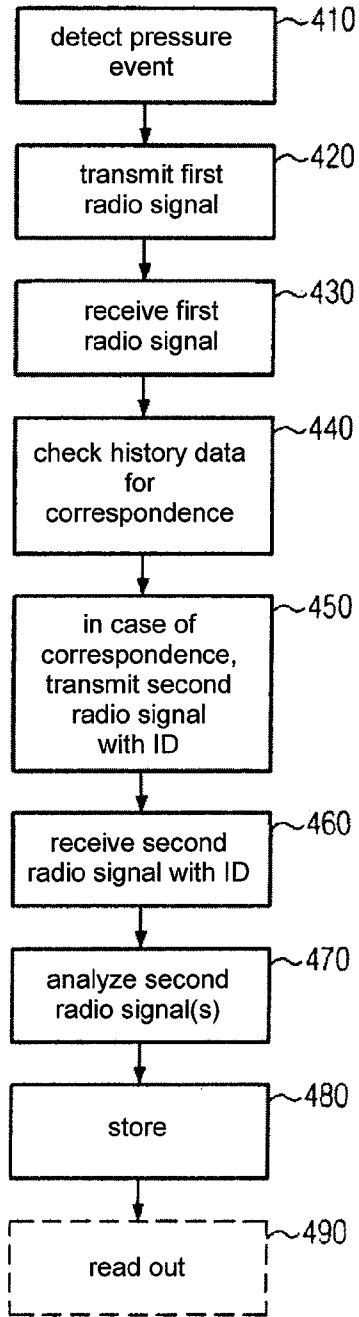 410
detect pressure
event
420
transmit first
radio signal
430
receive first
radio signal
440
check history data
for
correspondence
450
in case of
correspondence,
transmit second
radio signal
with ID
460
receive second
radio signal with ID
470
analyze second
radio signal(s)
480
store
490
read out